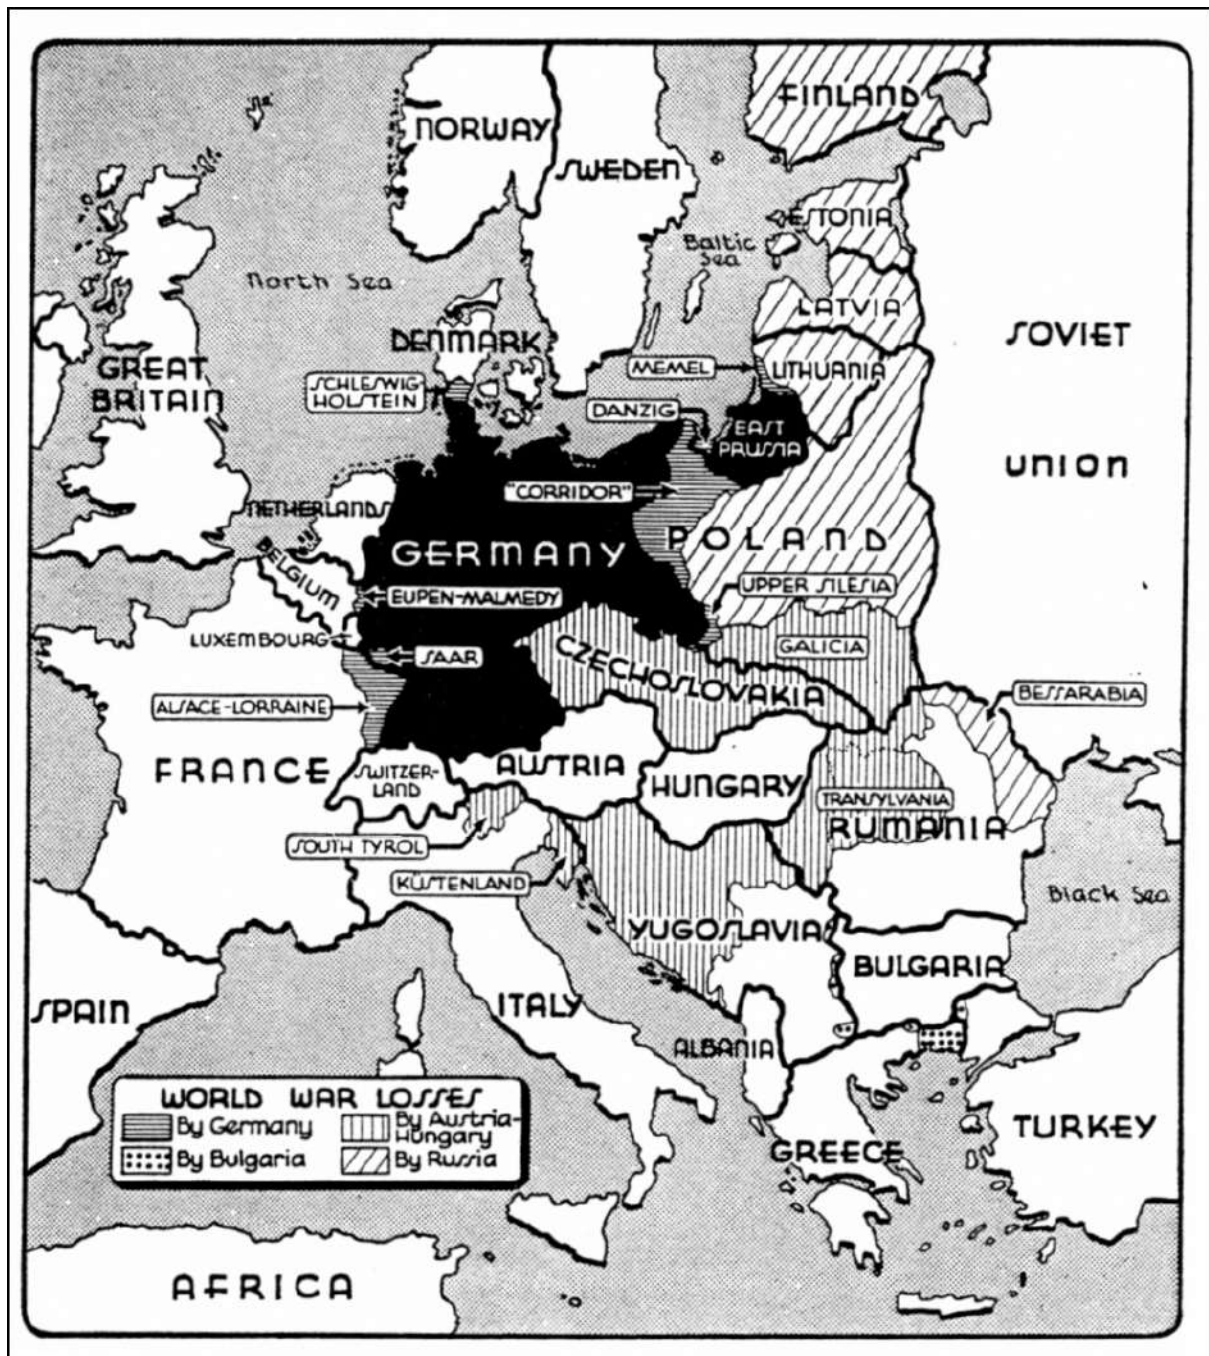 FINLAND
NORWAY
SWEDEN
ESTONIA
Baltic
Sea
North Sea
LATVIA
SOVIET
UNION
DENMARK
GREAT
BRITAIN
MEMEL
LITHUANIA
SCHLESWIG-
HOLSTEIN
DANZIG
EAST
PRUSSIA
"CORRIDOR"
NETHERLANDS
POLAND
GERMANY
BELGIUM
EUPEN-MALMEDY
UPPER SILESIA
LUXEMBOURG
SAAR
GALICIA
CZECHOSLOVAKIA
BESSARABIA
ALSACE-LORRAINE
FRANCE
SWITZER-
LAND
AUSTRIA
HUNGARY
TRANSYLVANIA
RUMANIA
SOUTH TYROL
KÜSTENLAND
Black Sea
YUGOSLAVIA
BULGARIA
SPAIN
ITALY
ALBANIA
WORLD WAR LOSSES
By Germany
By Austria-
Hungary
By Bulgaria
By Russia
GREECE
TURKEY
AFRICA